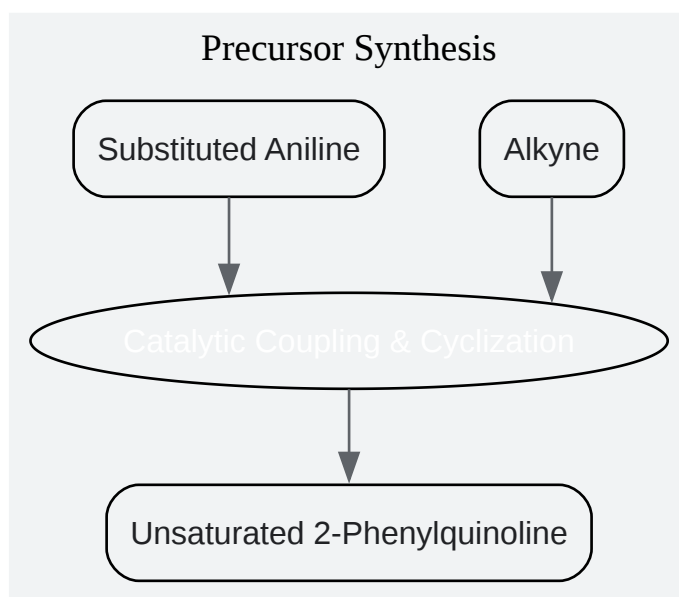 Precursor Synthesis
Substituted Aniline
Alkyne
Catalytic Coupling & Cyclization
Unsaturated 2-Phenylquinoline